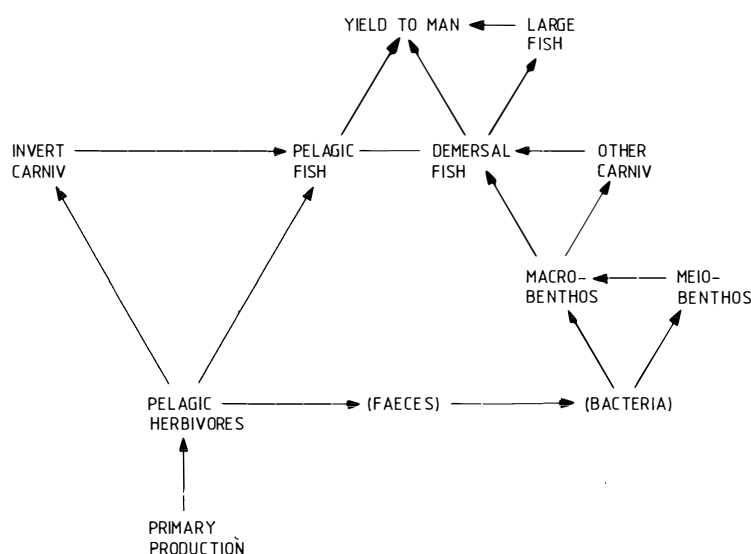 YIELD TO MAN
LARGE
FISH
INVERT
CARNIV
PELAGIC
FISH
DEMERSAL
FISH
OTHER
CARNIV
MACRO-
BENTHOS
MEIO-
BENTHOS
PELAGIC
HERBIVORES
(FAECES)
(BACTERIA)
PRIMARY
PRODUCTION